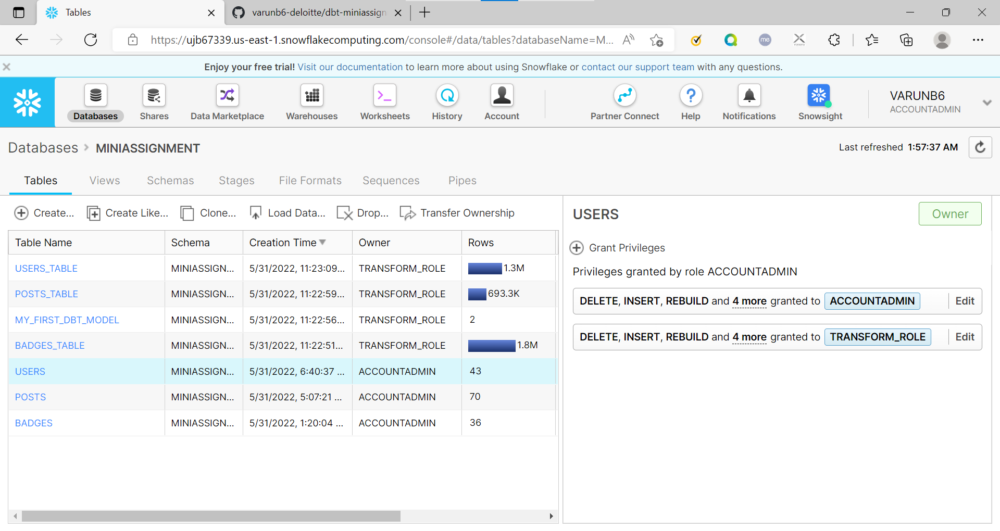 Tables
varunb6-deloitte/dbt-miniassign
https://ujb67339.us-east-1.snowflakecomputing.com/console#/data/tables?databaseName=M...
Enjoy your free trial! Visit our documentation to learn more about using Snowflake or contact our support team with any questions.
Databases Shares Data Marketplace Warehouses Worksheets History Account Partner Connect Help Notifications Snowsight
VARUNB6
ACCOUNTADMIN
Databases MINIASSIGNMENT
Last refreshed 1:57:37 AM
Tables Views Schemas Stages File Formats Sequences Pipes
Create... Create Like... Clone... Load Data... Drop... Transfer Ownership
Table Name Schema Creation Time Owner Rows
USERS_TABLE MINIASSIGN... 5/31/2022, 11:23:09... TRANSFORM_ROLE 1.3M
POSTS_TABLE MINIASSIGN... 5/31/2022, 11:22:59... TRANSFORM_ROLE 693.3K
MY_FIRST_DBT_MODEL MINIASSIGN... 5/31/2022, 11:22:56... TRANSFORM_ROLE 2
BADGES_TABLE MINIASSIGN... 5/31/2022, 11:22:51... TRANSFORM_ROLE 1.8M
USERS MINIASSIGN... 5/31/2022, 6:40:37 ... ACCOUNTADMIN 43
POSTS MINIASSIGN... 5/31/2022, 5:07:21 ... ACCOUNTADMIN 70
BADGES MINIASSIGN... 5/31/2022, 1:20:04 ... ACCOUNTADMIN 36
USERS
Owner
Grant Privileges
Privileges granted by role ACCOUNTADMIN
DELETE, INSERT, REBUILD and 4 more granted to ACCOUNTADMIN Edit
DELETE, INSERT, REBUILD and 4 more granted to TRANSFORM_ROLE Edit